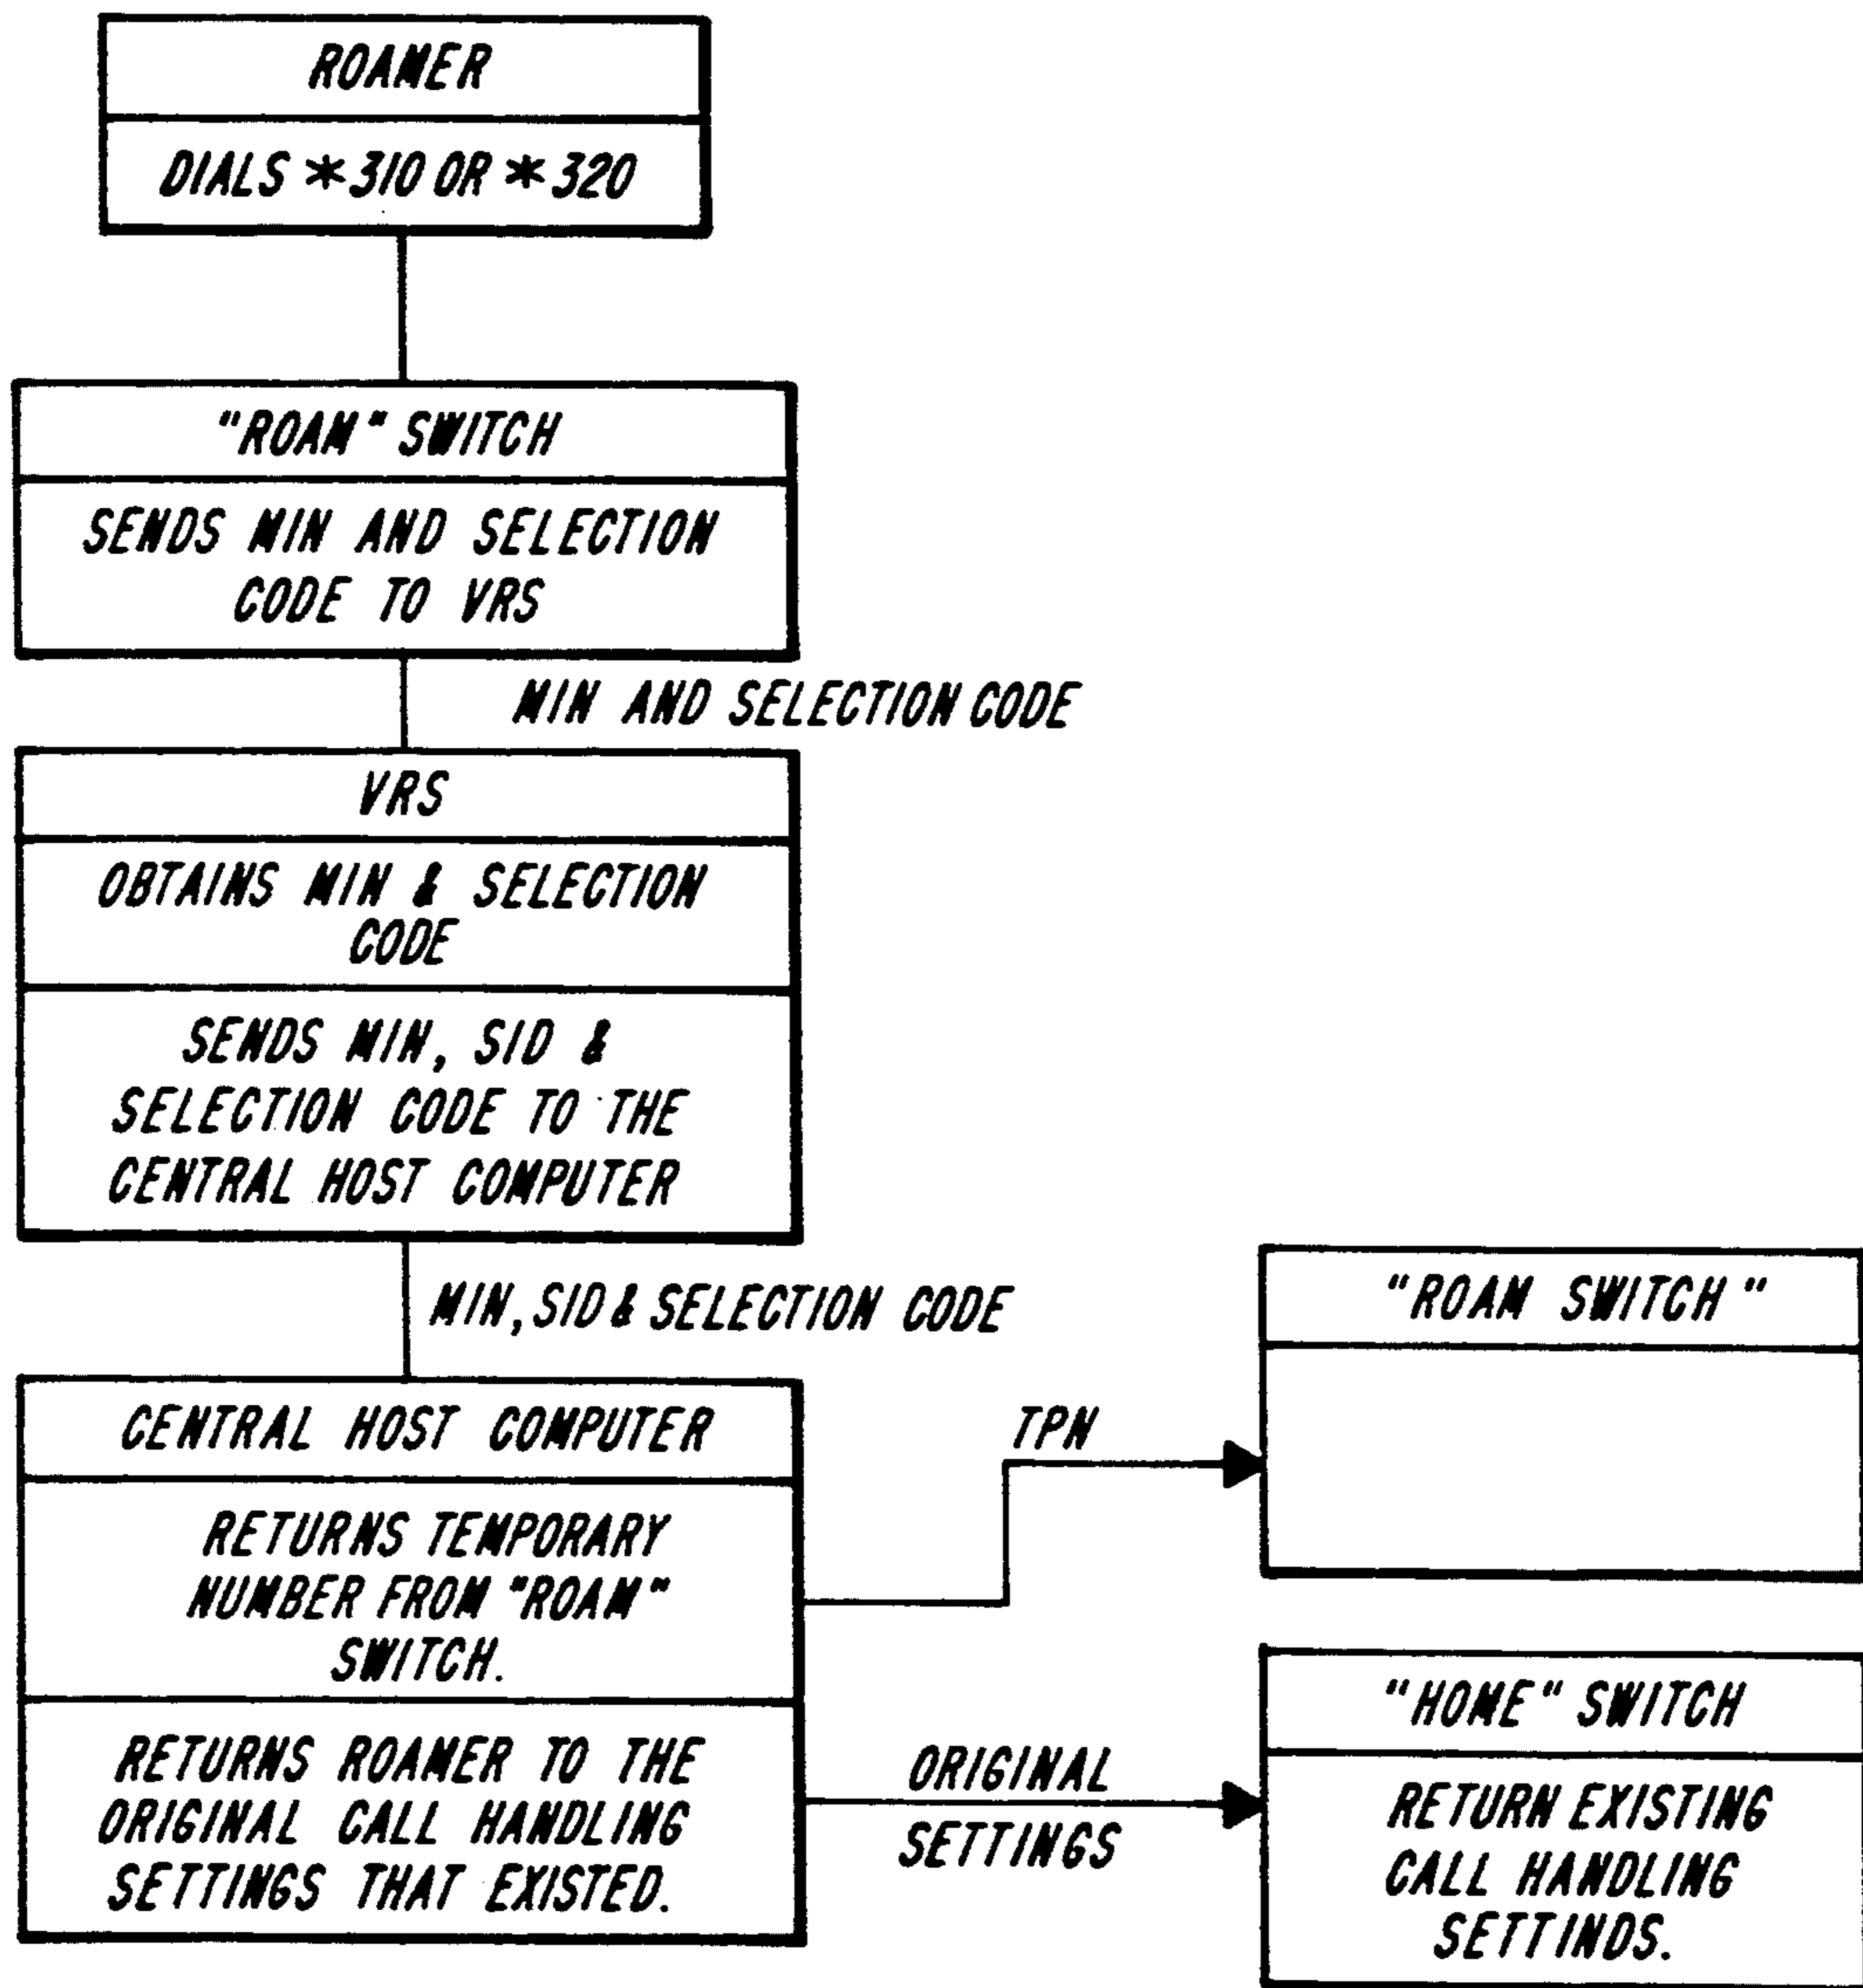 ROAMER
DIALS *310 OR *320
"ROAM" SWITCH
SENDS MIN AND SELECTION
CODE TO VRS
MIN AND SELECTION CODE
VRS
OBTAINS MIN & SELECTION
CODE
SENDS MIN, SID &
SELECTION CODE TO THE
CENTRAL HOST COMPUTER
MIN, SID & SELECTION CODE
CENTRAL HOST COMPUTER
RETURNS TEMPORARY
NUMBER FROM "ROAM"
SWITCH.
RETURNS ROAMER TO THE
ORIGINAL CALL HANDLING
SETTINGS THAT EXISTED.
TPN
"ROAM SWITCH"
ORIGINAL
SETTINGS
"HOME" SWITCH
RETURN EXISTING
CALL HANDLING
SETTINDS.